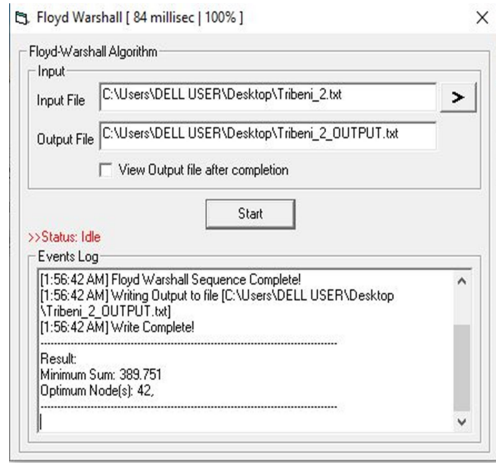 Floyd Warshall [ 84 millisec | 100% ]
Floyd-Warshall Algorithm
Input
Input File C:\Users\DELL USER\Desktop\Tribeni_2.txt >
Output File C:\Users\DELL USER\Desktop\Tribeni_2_OUTPUT.txt
View Output file after completion
Start
>>Status: Idle
Events Log
[1:56:42 AM] Floyd Warshall Sequence Complete!
[1:56:42 AM] Writing Output to file [C:\Users\DELL USER\Desktop
\Tribeni_2_OUTPUT.txt]
[1:56:42 AM] Write Complete!
--------------------------------------------------------------------------------
Result:
Minimum Sum: 389.751
Optimum Node(s): 42,
--------------------------------------------------------------------------------